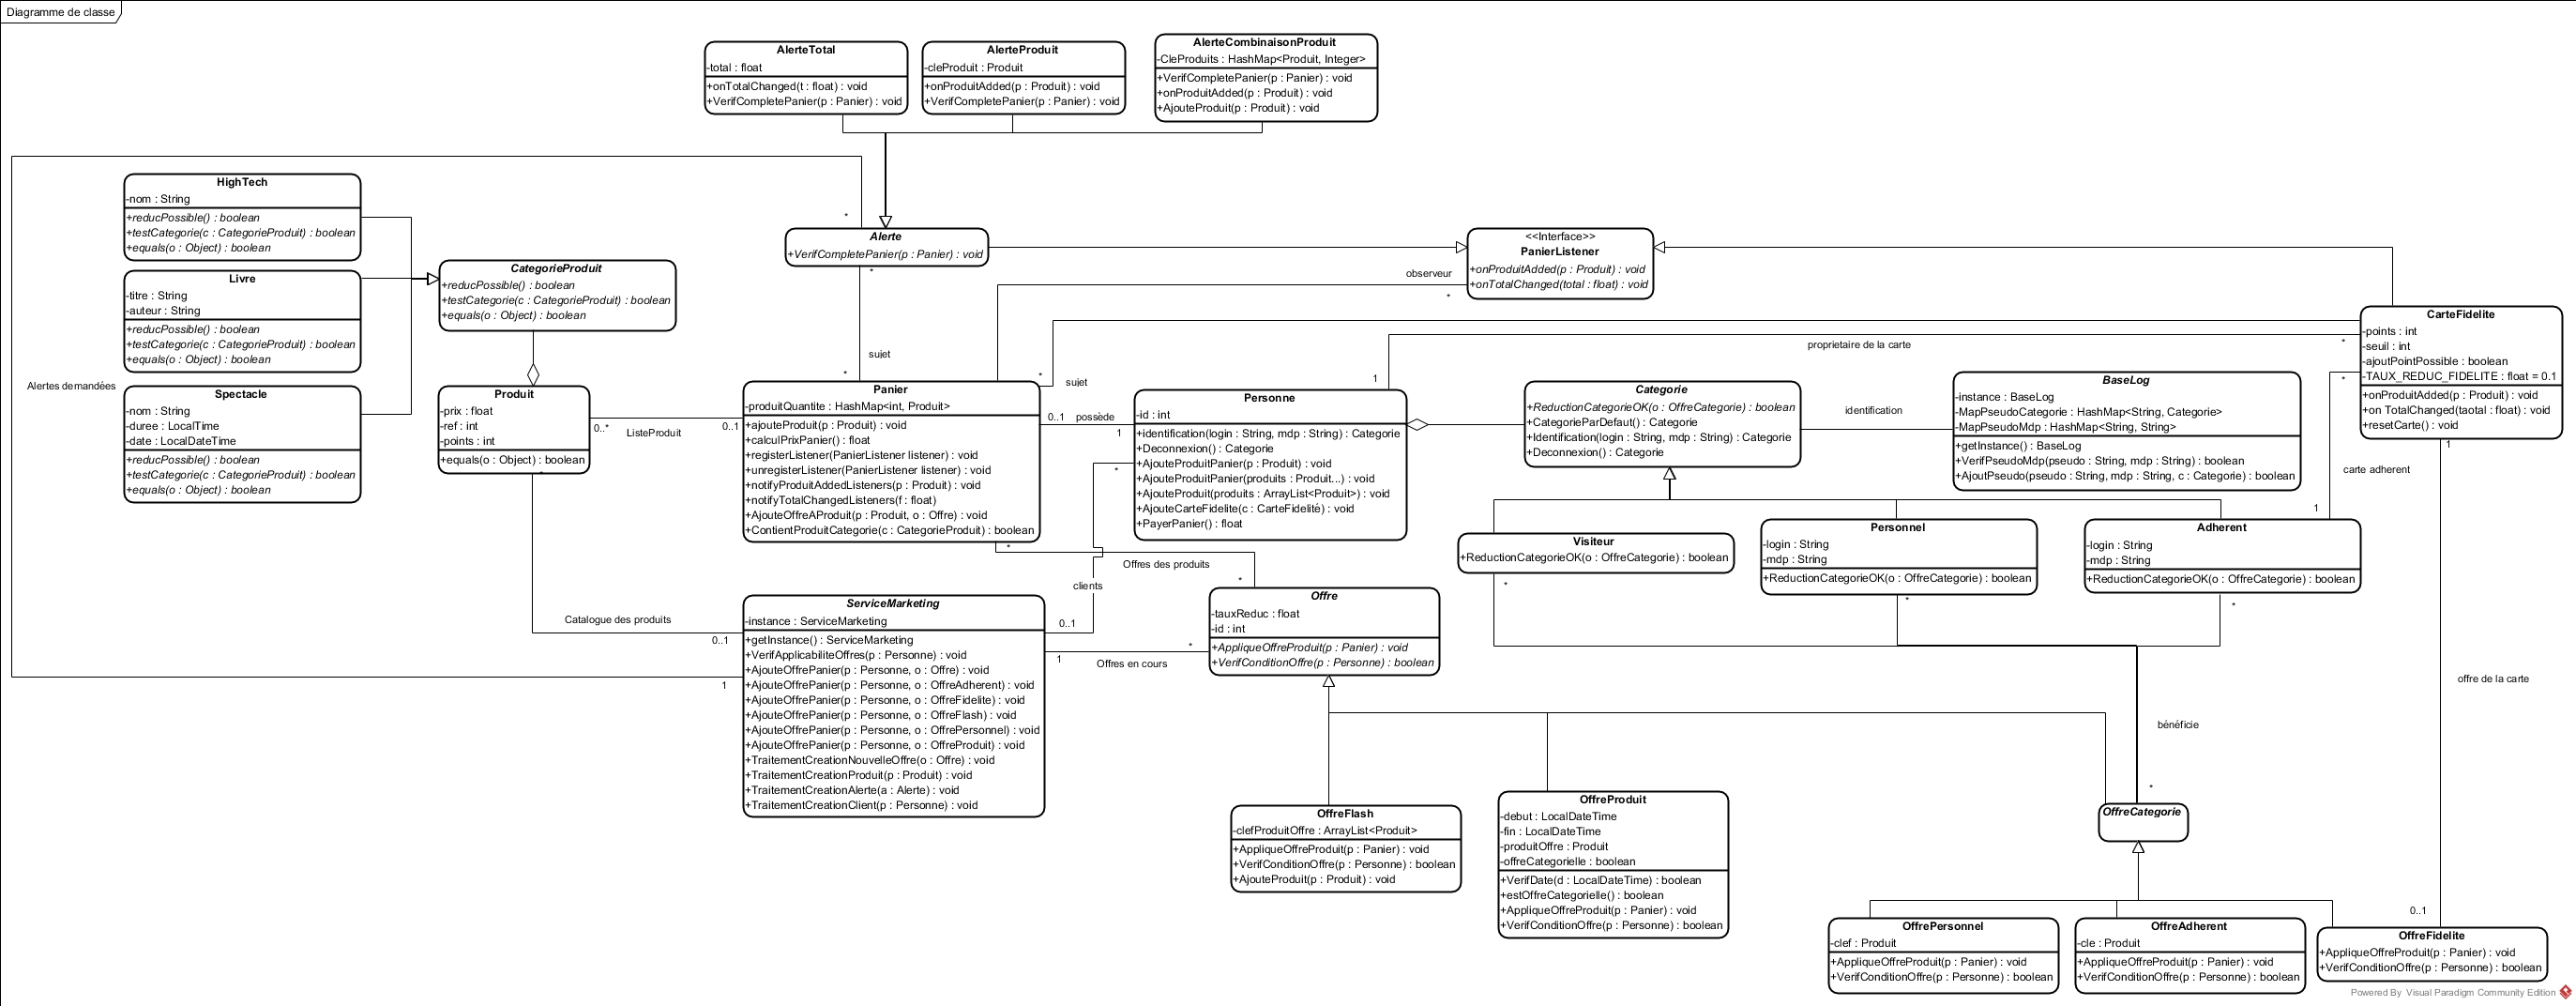 Diagramme de classe
AlerteTotal
-total : float
+onTotalChanged(t : float) : void
+VerifCompletePanier(p : Panier) : void
AlerteProduit
-cleProduit : Produit
+onProduitAdded(p : Produit) : void
+VerifCompletePanier(p : Panier) : void
AlerteCombinaisonProduit
-CleProduits : HashMap<Produit, Integer>
+VerifCompletePanier(p : Panier) : void
+onProduitAdded(p : Produit) : void
+AjouteProduit(p : Produit) : void
HighTech
-nom : String
+reducPossible() : boolean
+testCategorie(c : CategorieProduit) : boolean
+equals(o : Object) : boolean
Livre
-titre : String
-auteur : String
+reducPossible() : boolean
+testCategorie(c : CategorieProduit) : boolean
+equals(o : Object) : boolean
Spectacle
-nom : String
-duree : LocalTime
-date : LocalDateTime
+reducPossible() : boolean
+testCategorie(c : CategorieProduit) : boolean
+equals(o : Object) : boolean
Alertes demandées
CategorieProduit
+reducPossible() : boolean
+testCategorie(c : CategorieProduit) : boolean
+equals(o : Object) : boolean
Produit
-prix : float
-ref : int
-points : int
+equals(o : Object) : boolean
0..*
ListeProduit
0..1
*
Alerte
+VerifCompletePanier(p : Panier) : void
*
sujet
*
<<Interface>>
PanierListener
+onProduitAdded(p : Produit) : void
+onTotalChanged(total : float) : void
observeur
*
Panier
-produitQuantite : HashMap<int, Produit>
+ajouteProduit(p : Produit) : void
+calculPrixPanier() : float
+registerListener(PanierListener listener) : void
+unregisterListener(PanierListener listener) : void
+notifyProduitAddedListeners(p : Produit) : void
+notifyTotalChangedListeners(f : float)
+AjouteOffreAProduit(p : Produit, o : Offre) : void
+ContientProduitCategorie(c : CategorieProduit) : boolean
*
sujet
0..1
possède
1
1
Personne
-id : int
+identification(login : String, mdp : String) : Categorie
+Deconnexion() : Categorie
+AjouteProduitPanier(p : Produit) : void
+AjouteProduitPanier(produits : Produit...) : void
+AjouteProduit(produits : ArrayList<Produit>) : void
+AjouteCarteFidelite(c : CarteFidelité) : void
+PayerPanier() : float
*
proprietaire de la carte
*
Categorie
+ReductionCategorieOK(o : OffreCategorie) : boolean
+CategorieParDefaut() : Categorie
+Identification(login : String, mdp : String) : Categorie
+Deconnexion() : Categorie
identification
BaseLog
-instance : BaseLog
-MapPseudoCategorie : HashMap<String, Categorie>
-MapPseudoMdp : HashMap<String, String>
+getInstance() : BaseLog
+VerifPseudoMdp(pseudo : String, mdp : String) : boolean
+AjoutPseudo(pseudo : String, mdp : String, c : Categorie) : boolean
CarteFidelite
-points : int
-seuil : int
-ajoutPointPossible : boolean
-TAUX_REDUC_FIDELITE : float = 0.1
+onProduitAdded(p : Produit) : void
+on TotalChanged(taotal : float) : void
+resetCarte() : void
*
1
carte adherent
1
Visiteur
+ReductionCategorieOK(o : OffreCategorie) : boolean
*
Personnel
-login : String
-mdp : String
+ReductionCategorieOK(o : OffreCategorie) : boolean
*
Adherent
-login : String
-mdp : String
+ReductionCategorieOK(o : OffreCategorie) : boolean
*
*
Offres des produits
*
clients
0..1
Catalogue des produits
0..1
1
ServiceMarketing
-instance : ServiceMarketing
+getInstance() : ServiceMarketing
+VerifApplicabiliteOffres(p : Personne) : void
+AjouteOffrePanier(p : Personne, o : Offre) : void
+AjouteOffrePanier(p : Personne, o : OffreAdherent) : void
+AjouteOffrePanier(p : Personne, o : OffreFidelite) : void
+AjouteOffrePanier(p : Personne, o : OffreFlash) : void
+AjouteOffrePanier(p : Personne, o : OffrePersonnel) : void
+AjouteOffrePanier(p : Personne, o : OffreProduit) : void
+TraitementCreationNouvelleOffre(o : Offre) : void
+TraitementCreationProduit(p : Produit) : void
+TraitementCreationAlerte(a : Alerte) : void
+TraitementCreationClient(p : Personne) : void
1
Offres en cours
*
Offre
-tauxReduc : float
-id : int
+AppliqueOffreProduit(p : Panier) : void
+VerifConditionOffre(p : Personne) : boolean
offre de la carte
bénéficie
*
OffreFlash
-clefProduitOffre : ArrayList<Produit>
+AppliqueOffreProduit(p : Panier) : void
+VerifConditionOffre(p : Personne) : boolean
+AjouteProduit(p : Produit) : void
OffreProduit
-debut : LocalDateTime
-fin : LocalDateTime
-produitOffre : Produit
-offreCategorielle : boolean
+VerifDate(d : LocalDateTime) : boolean
+estOffreCategorielle() : boolean
+AppliqueOffreProduit(p : Panier) : void
+VerifConditionOffre(p : Personne) : boolean
OffreCategorie
0..1
OffrePersonnel
-clef : Produit
+AppliqueOffreProduit(p : Panier) : void
+VerifConditionOffre(p : Personne) : boolean
OffreAdherent
-cle : Produit
+AppliqueOffreProduit(p : Panier) : void
+VerifConditionOffre(p : Personne) : boolean
OffreFidelite
+AppliqueOffreProduit(p : Panier) : void
+VerifConditionOffre(p : Personne) : boolean
Powered By Visual Paradigm Community Edition